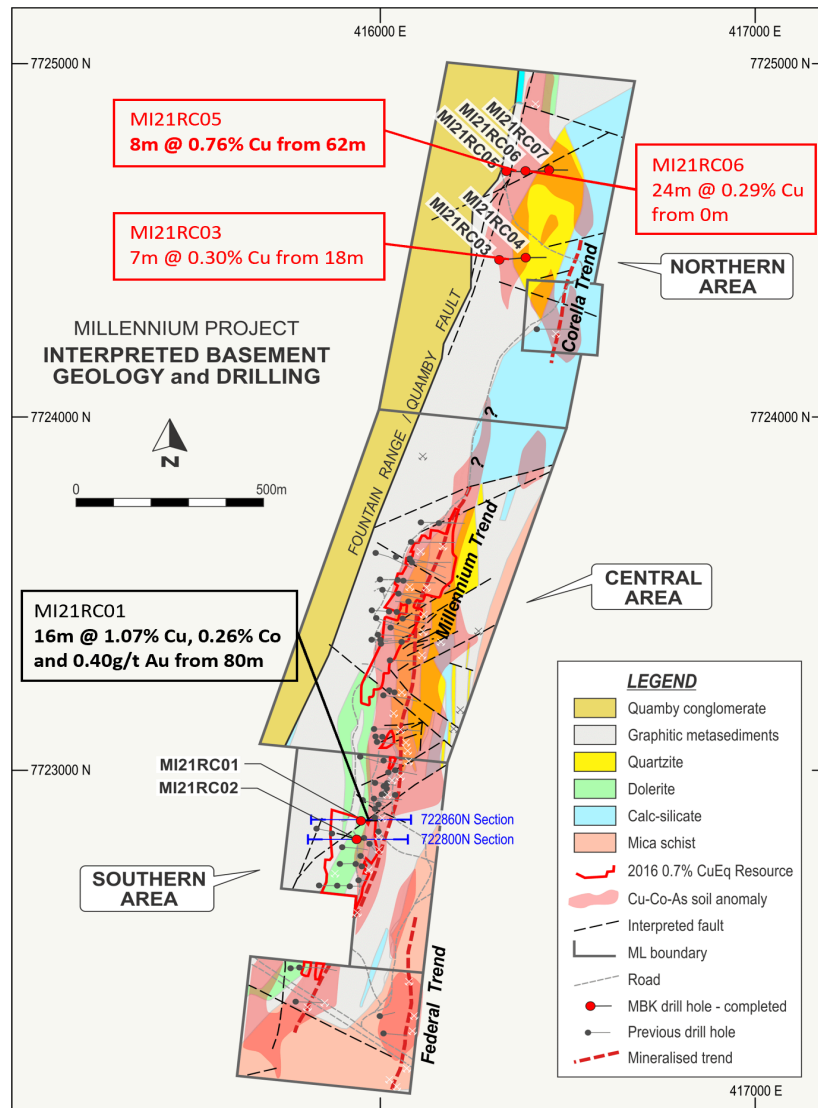 416000 E
417000 E
7725000 N
7725000 N
MI21RC05
8m @ 0.76% Cu from 62m
MI21RC07
MI21RC06
MI21RC05
MI21RC06
24m @ 0.29% Cu
from 0m
MI21RC03
7m @ 0.30% Cu from 18m
MI21RC04
MI21RC03
NORTHERN
AREA
Corella Trend
MILLENNIUM PROJECT
INTERPRETED BASEMENT
GEOLOGY and DRILLING
FOUNTAIN RANGE / QUAMBY FAULT
7724000 N
7724000 N
N
?
?
0
500m
Millennium Trend
CENTRAL
AREA
MI21RC01
16m @ 1.07% Cu, 0.26% Co
and 0.40g/t Au from 80m
7723000 N
MI21RC01
MI21RC02
722860N Section
722800N Section
SOUTHERN
AREA
Federal Trend
LEGEND
Quamby conglomerate
Graphitic metasediments
Quartzite
Dolerite
Calc-silicate
Mica schist
2016 0.7% CuEq Resource
Cu-Co-As soil anomaly
Interpreted fault
ML boundary
Road
MBK drill hole - completed
Previous drill hole
Mineralised trend
7723000 N
416000 E
417000 E